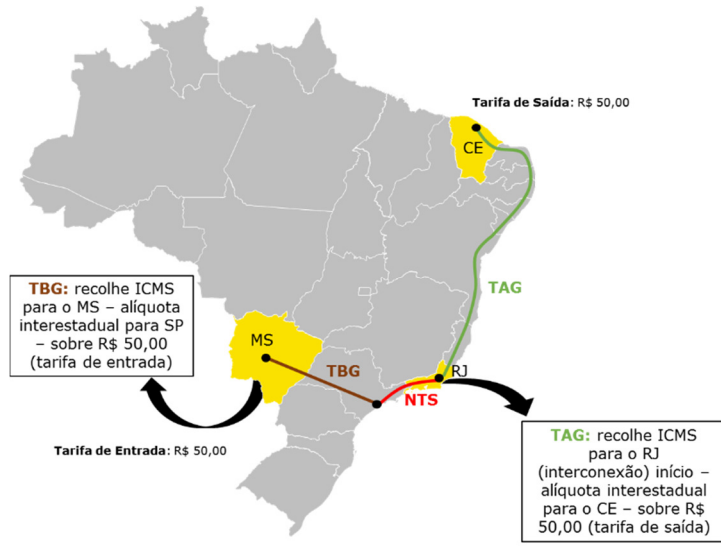 Tarifa de Saída: R$ 50,00
CE
TAG
TBG: recolhe ICMS
para o MS – alíquota
interestadual para SP
– sobre R$ 50,00
(tarifa de entrada)
MS
TBG
RJ
NTS
Tarifa de Entrada: R$ 50,00
TAG: recolhe ICMS
para o RJ
(interconexão) início –
alíquota interestadual
para o CE – sobre R$
50,00 (tarifa de saída)